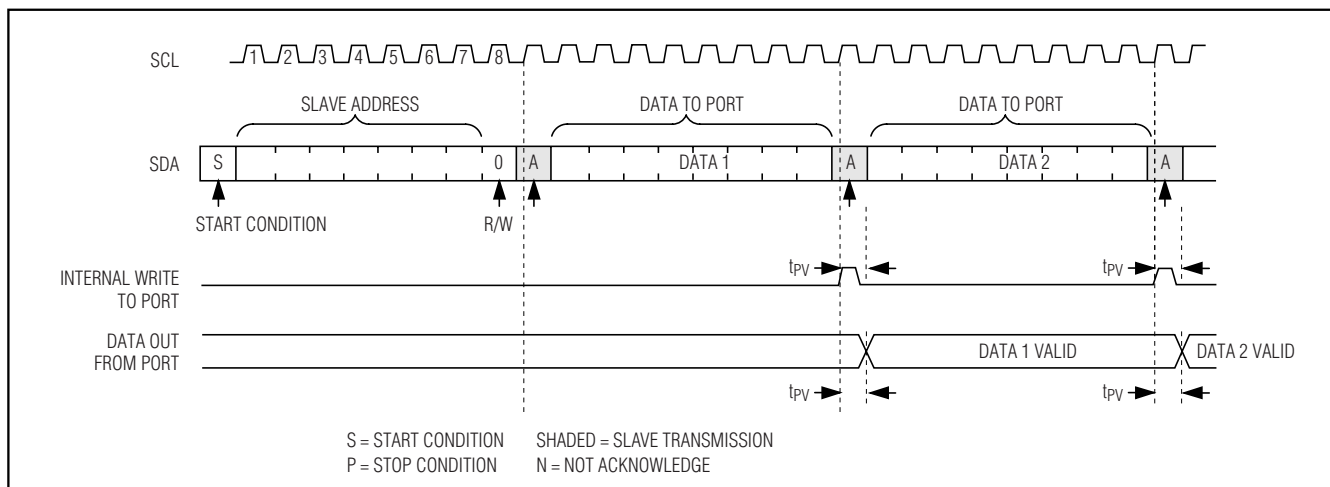 SCL 1 2 3 4 5 6 7 8
SLAVE ADDRESS DATA TO PORT DATA TO PORT
SDA S 0 A DATA 1 A DATA 2 A
START CONDITION R/W
INTERNAL WRITE
TO PORT
tPV tPV
DATA OUT
FROM PORT
DATA 1 VALID DATA 2 VALID
tPV tPV
S = START CONDITION SHADED = SLAVE TRANSMISSION
P = STOP CONDITION N = NOT ACKNOWLEDGE